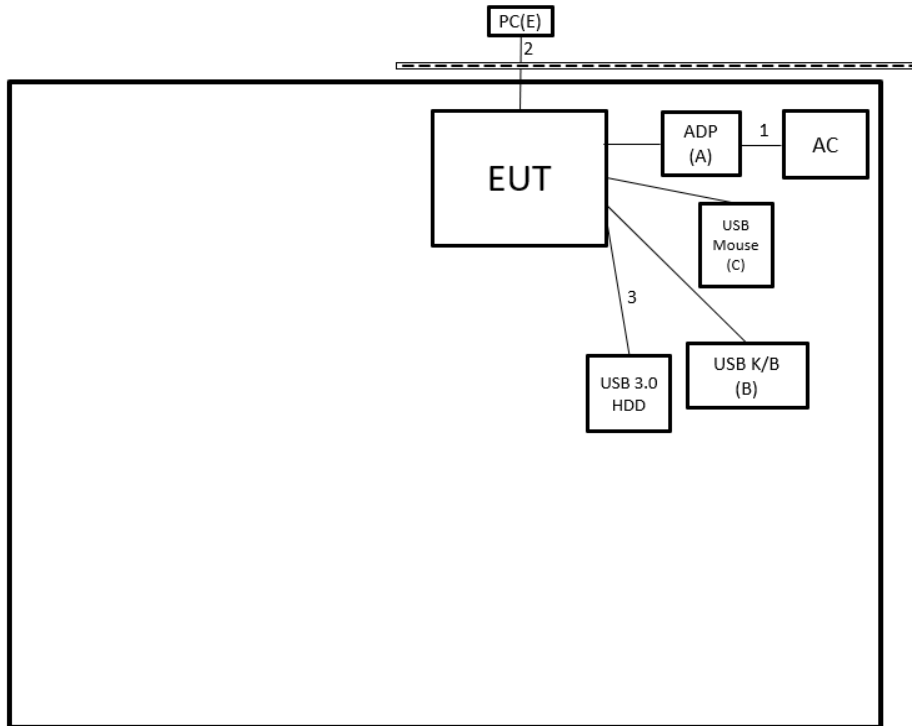 PC(E)
2
EUT
ADP
(A)
1
AC
USB
Mouse
(C)
3
USB 3.0
HDD
USB K/B
(B)